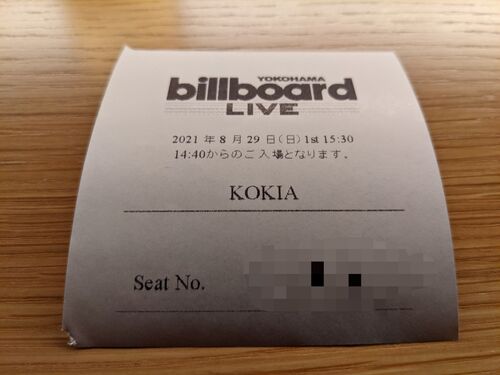 YOKOHAMA
billboard
LIVE
2021 年 8 月 29 日(日) 1st 15:30
14:40からのご入場となります。
KOKIA
Seat No.